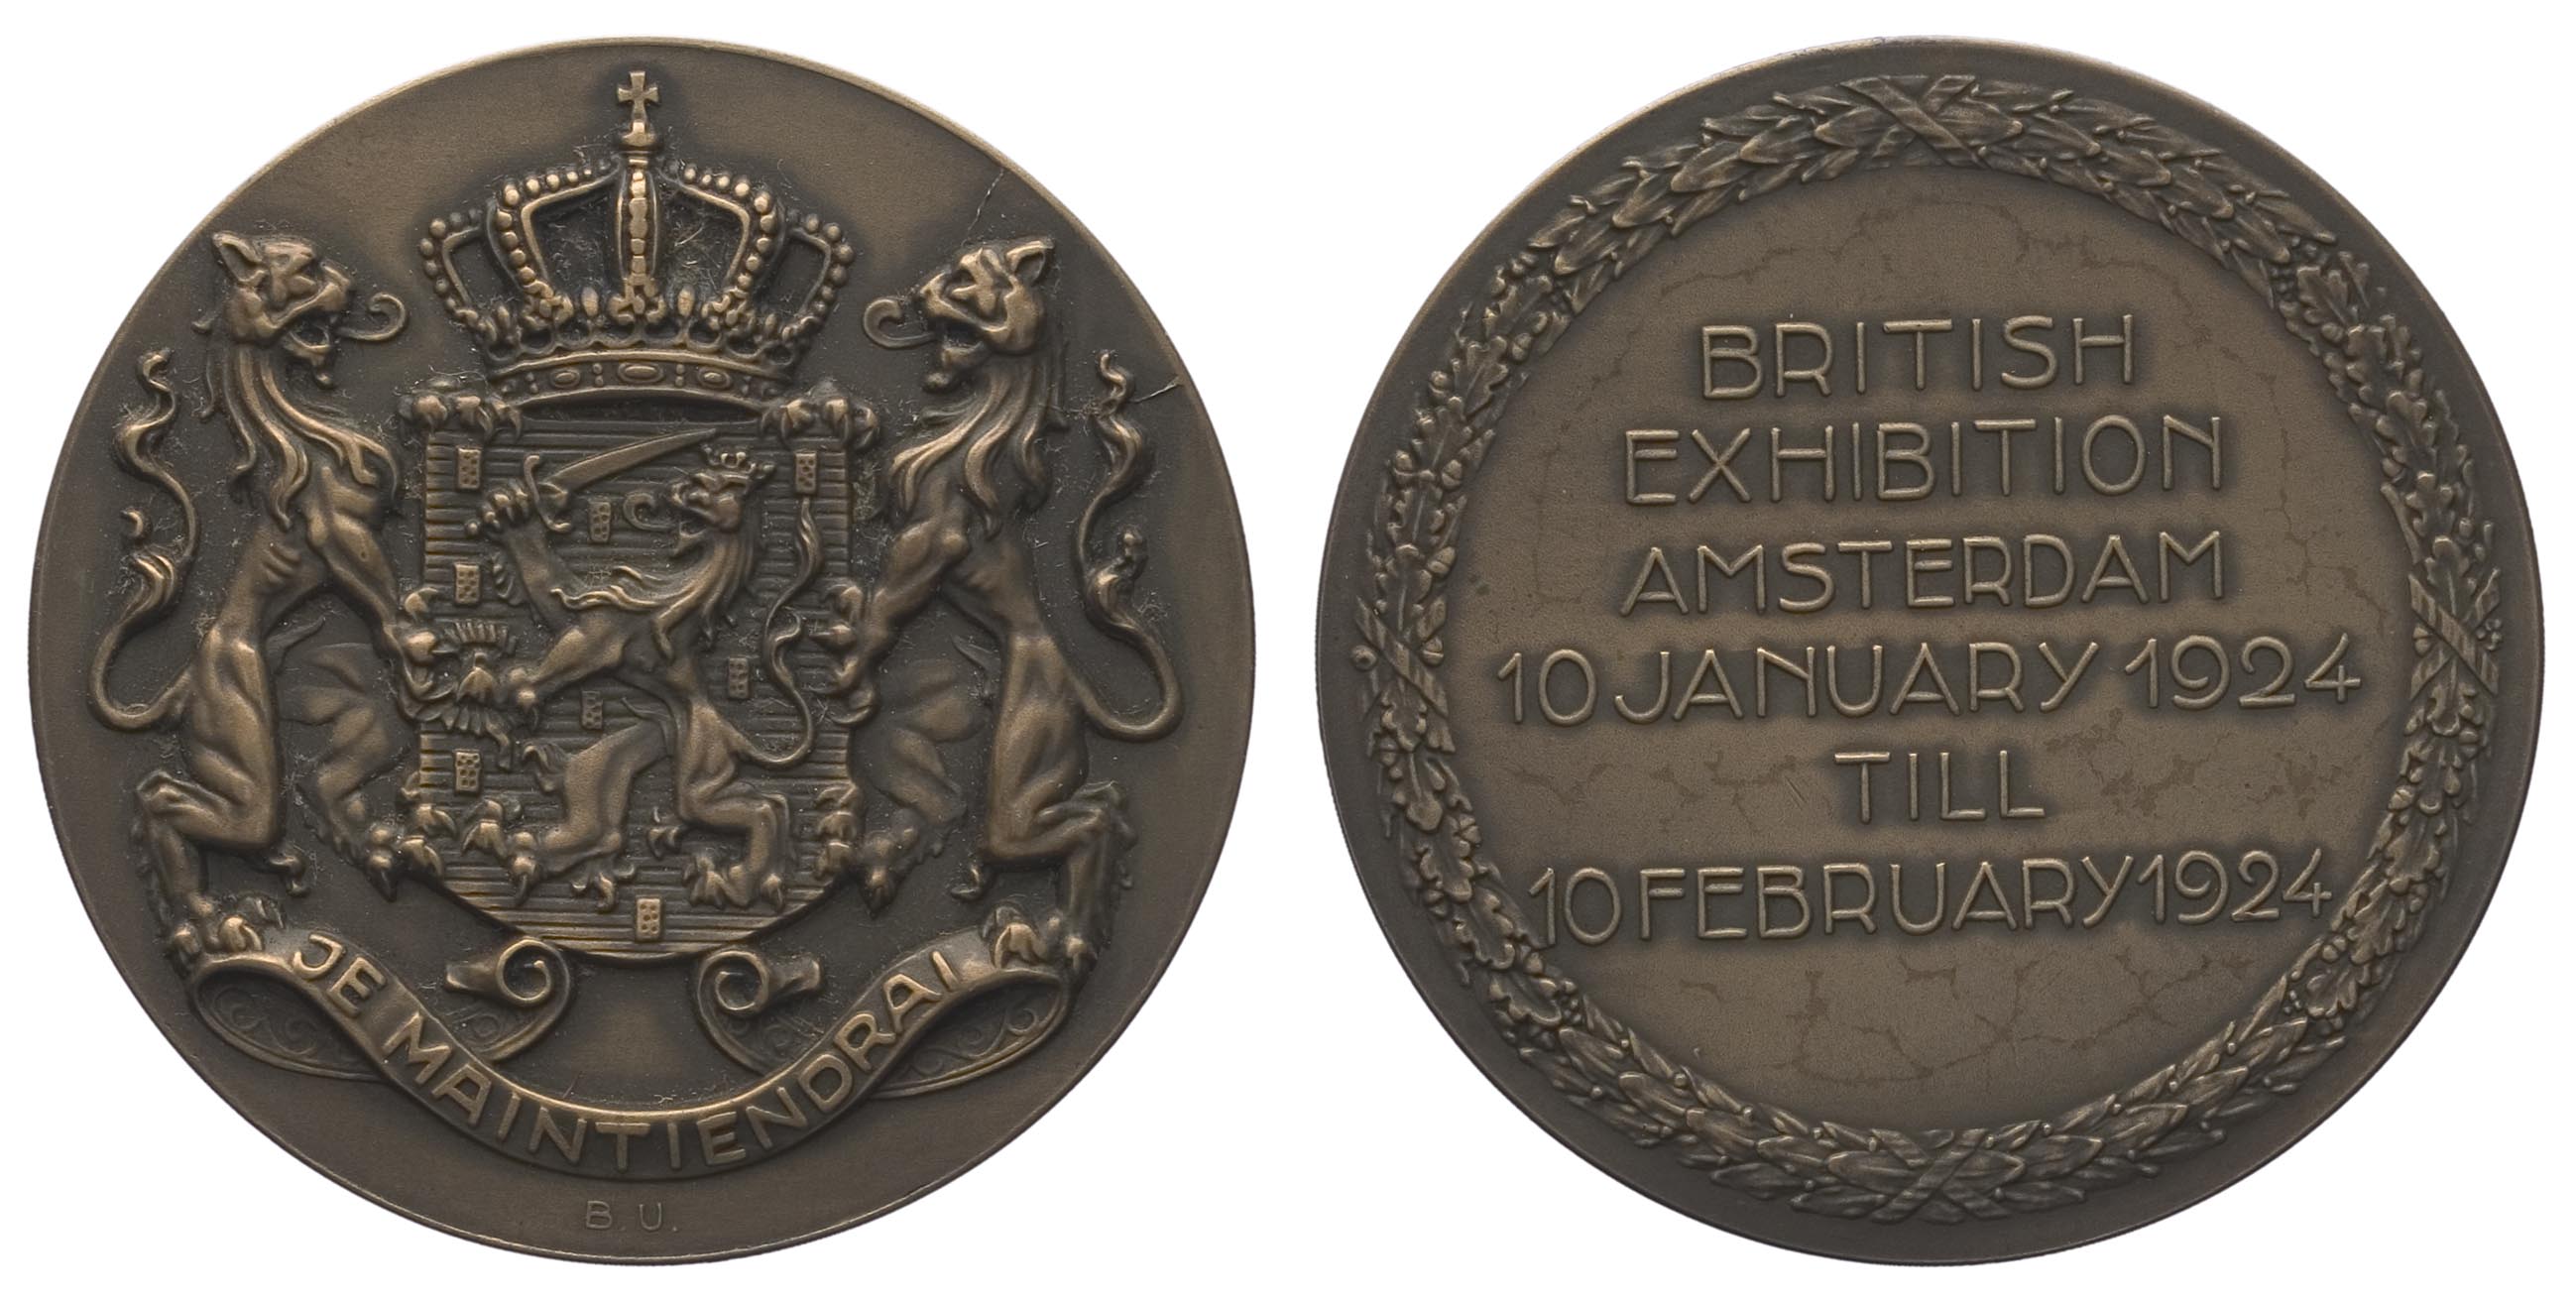 JE MAINTIENDRAI
B. U.
BRITISH
EXHIBITION
AMSTERDAM
10 JANUARY 1924
TILL
10 FEBRUARY 1924